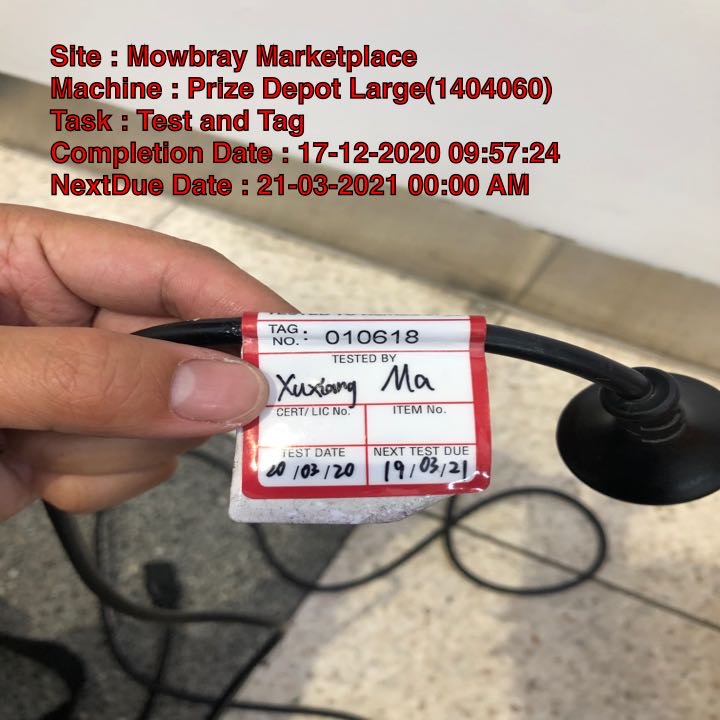 Site : Mowbray Marketplace
Machine : Prize Depot Large(1404060)
Task : Test and Tag
Completion Date : 17-12-2020 09:57:24
NextDue Date : 21-03-2021 00:00 AM
TAG NO. : 010618
TESTED BY
Xuxiang Ma
CERT/ LIC No. ITEM No.
TEST DATE NEXT TEST DUE
20/03/20 19/03/21